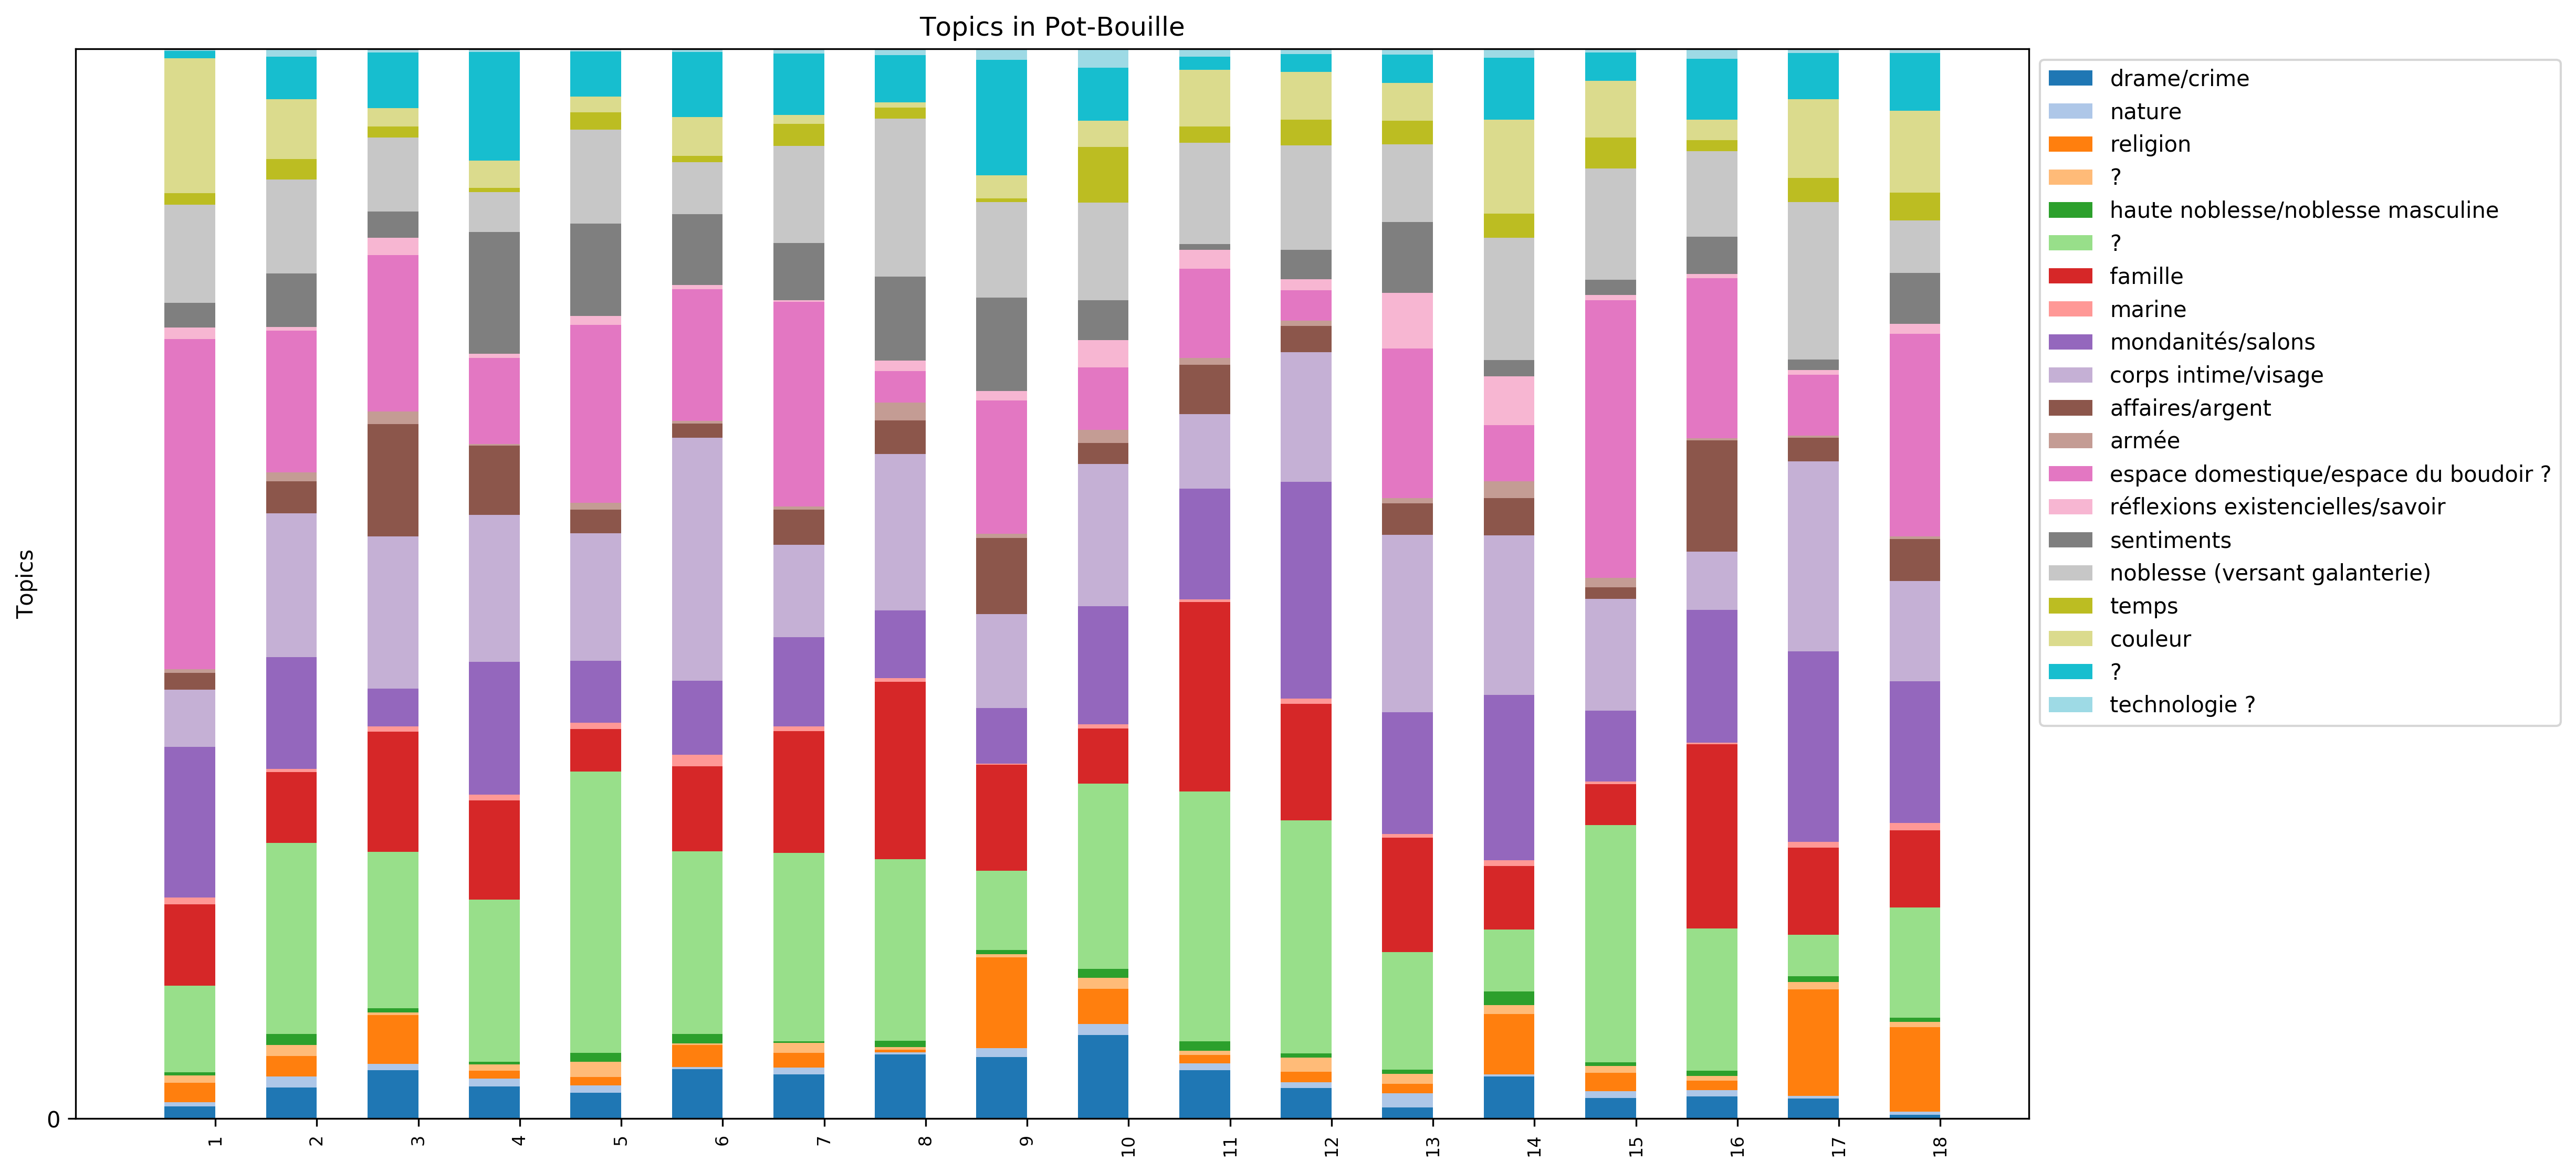 Topics in Pot-Bouille
Topics
0
1
2
3
4
5
6
7
8
9
10
11
12
13
14
15
16
17
18
drame/crime
nature
religion
?
haute noblesse/noblesse masculine
?
famille
marine
mondanités/salons
corps intime/visage
affaires/argent
armée
espace domestique/espace du boudoir ?
réflexions existencielles/savoir
sentiments
noblesse (versant galanterie)
temps
couleur
?
technologie ?